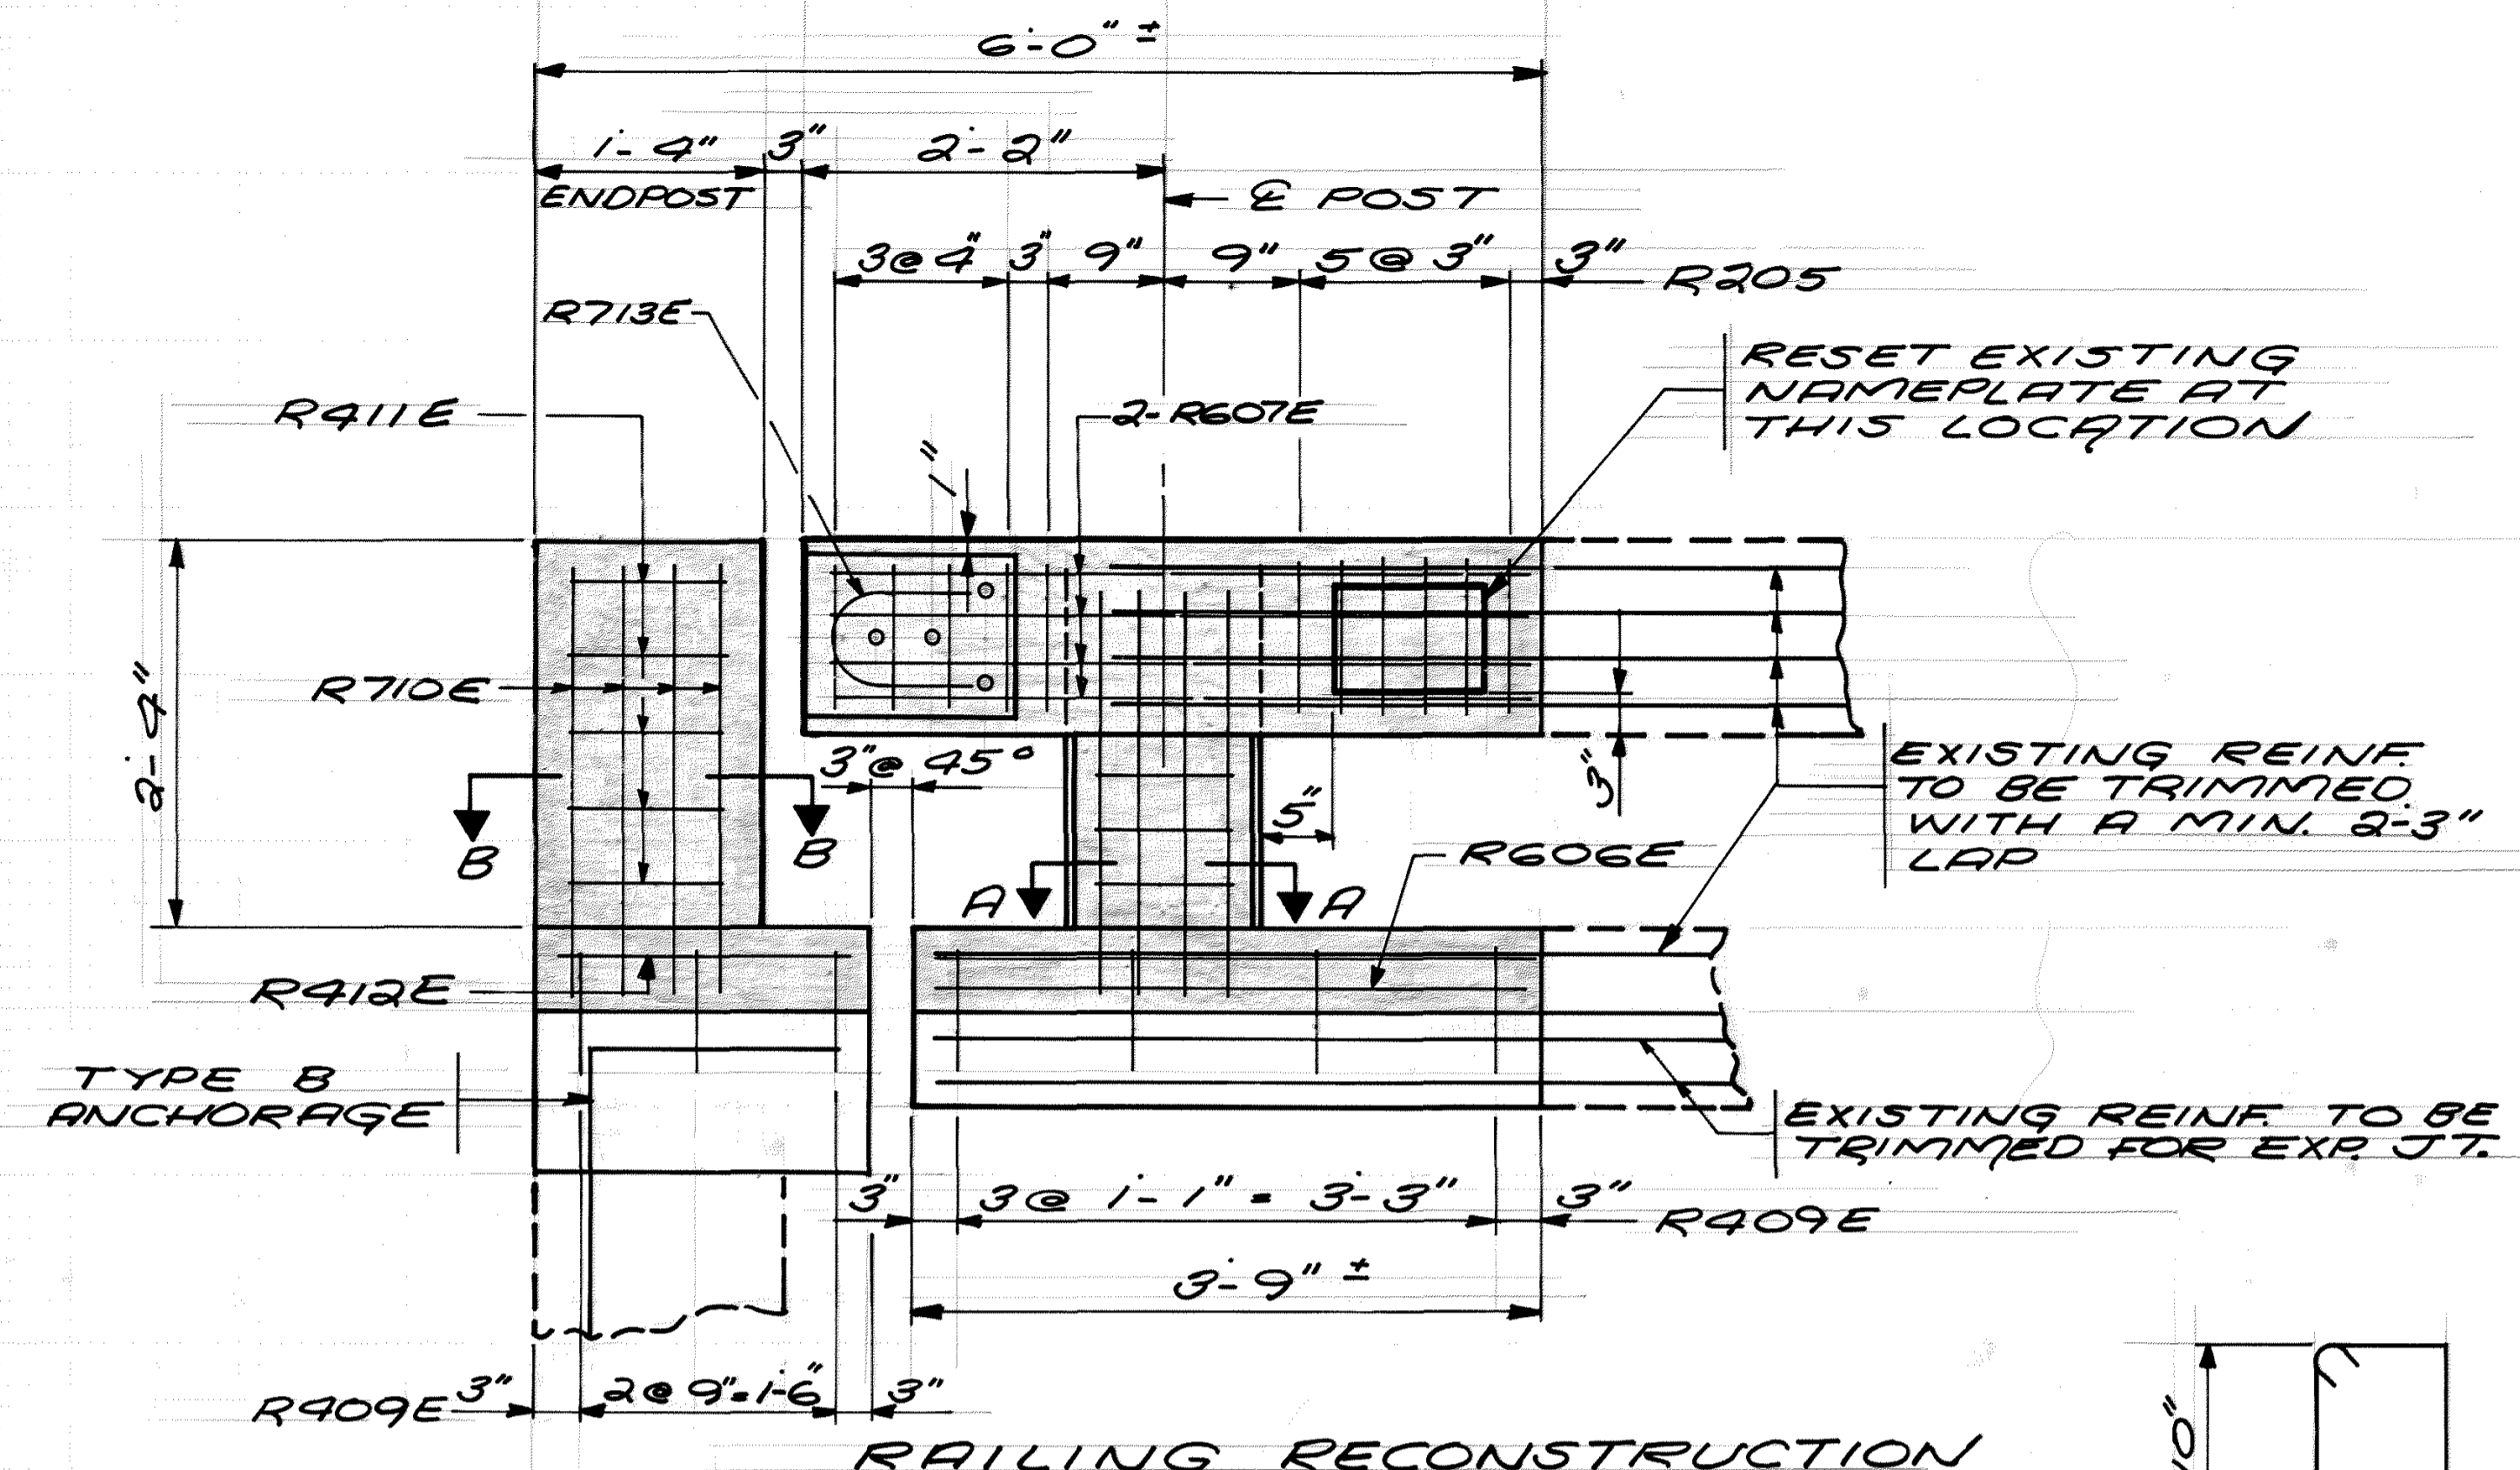 6'-0" ±
1'-4" 3" 2'-2"
ENDPOST
℄ POST
3@4" 3" 9" 9" 5@3" 3" R205
R713E
RESET EXISTING
NAMEPLATE AT
THIS LOCATION
R411E
2-R607E
1"
R710E
2'-4"
3"@ 45°
3"
5"
EXISTING REINF.
TO BE TRIMMED.
WITH A MIN. 2-3"
LAP
B B
A A
R606E
R412E
TYPE B
ANCHORAGE
EXISTING REINF. TO BE
TRIMMED FOR EXP. JT.
3" 3@ 1'-1" = 3'-3" 3" R409E
3'-9" ±
R409E 3" 2@9"=1'-6" 3"
10"
RAILING RECONSTRUCTION